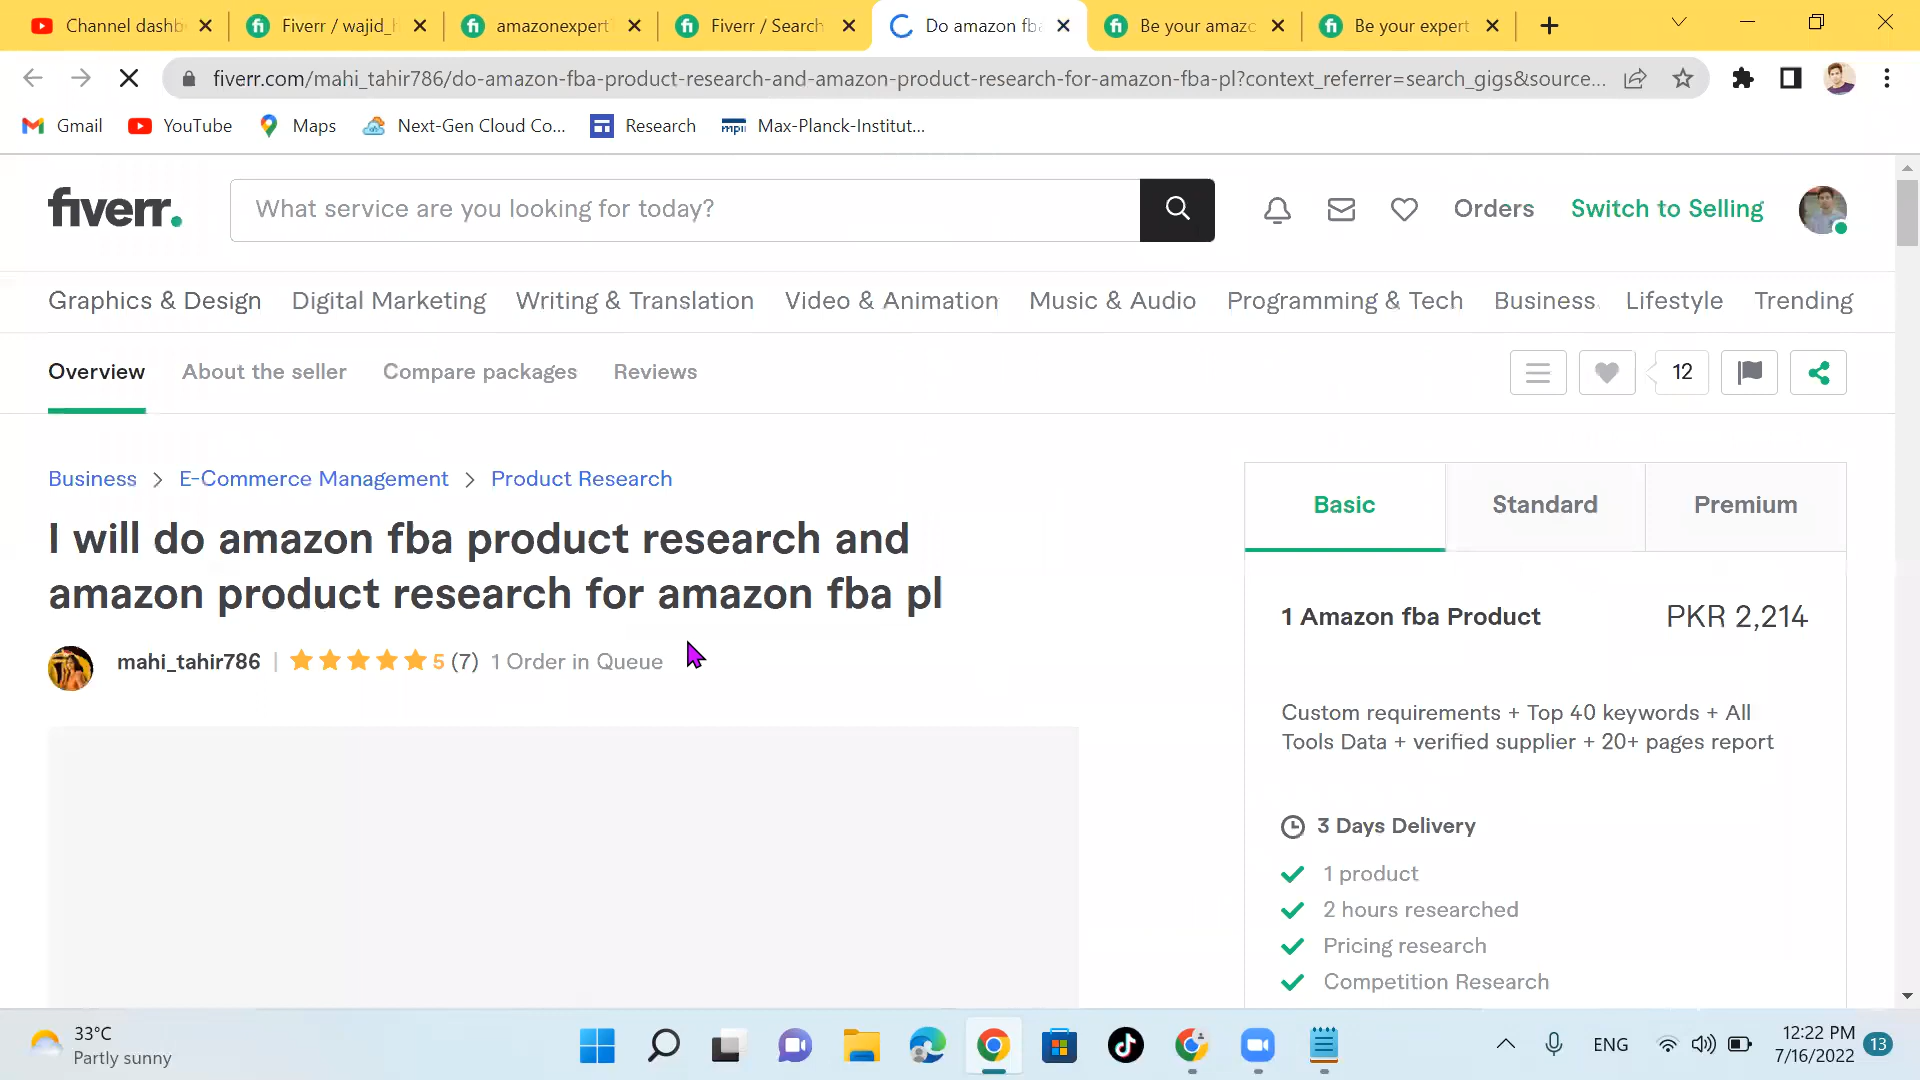 Channel dashb
Fiverr / wajid_h
amazonexpert
Fiverr / Search
Do amazon fba
Be your amazo
Be your expert
fiverr.com/mahi_tahir786/do-amazon-fba-product-research-and-amazon-product-research-for-amazon-fba-pl?context_referrer=search_gigs&source...
Gmail
YouTube
Maps
Next-Gen Cloud Co...
Research
mpii
Max-Planck-Institut...
fiverr.
What service are you looking for today?
Orders
Switch to Selling
Graphics & Design
Digital Marketing
Writing & Translation
Video & Animation
Music & Audio
Programming & Tech
Business
Lifestyle
Trending
Overview
About the seller
Compare packages
Reviews
12
Business > E-Commerce Management > Product Research
I will do amazon fba product research and
amazon product research for amazon fba pl
mahi_tahir786 | 5 (7) 1 Order in Queue
Basic
Standard
Premium
1 Amazon fba Product
PKR 2,214
Custom requirements + Top 40 keywords + All
Tools Data + verified supplier + 20+ pages report
3 Days Delivery
1 product
2 hours researched
Pricing research
Competition Research
33°C
Partly sunny
ENG
12:22 PM
7/16/2022
13